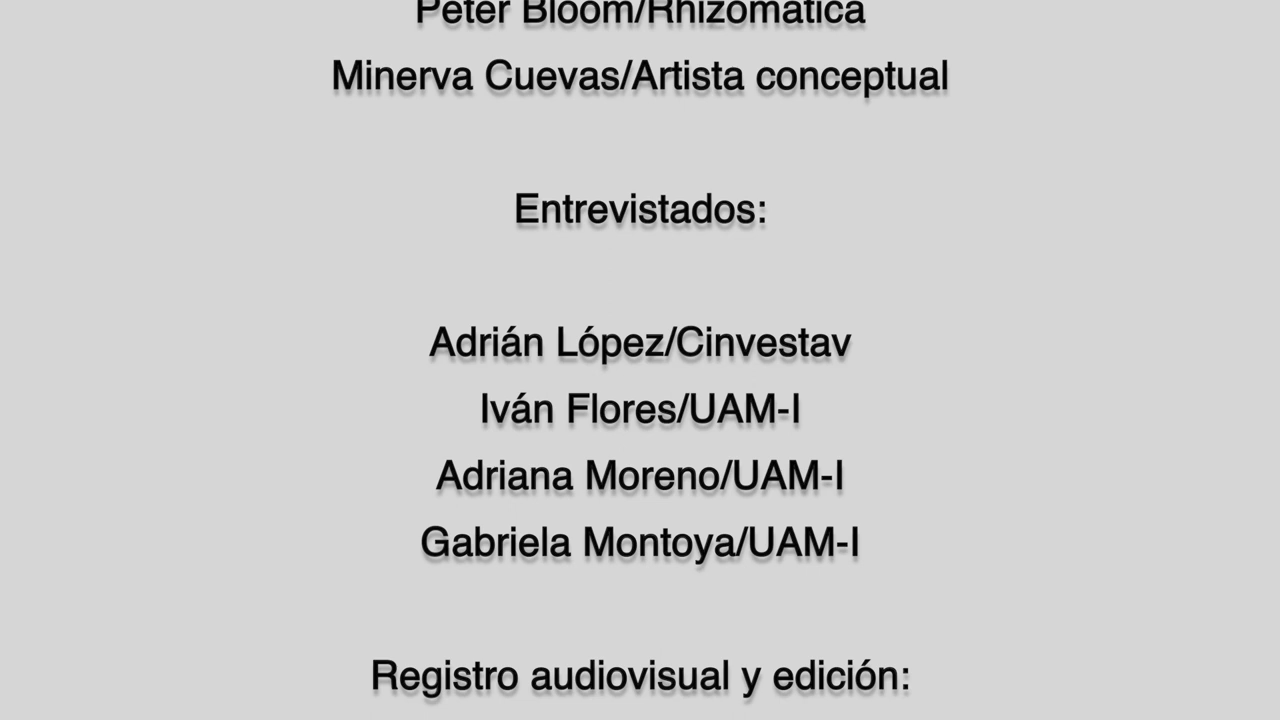 Peter Bloom/Rhizomatica
Minerva Cuevas/Artista conceptual
Entrevistados:
Adrián López/Cinvestav
Iván Flores/UAM-I
Adriana Moreno/UAM-I
Gabriela Montoya/UAM-I
Registro audiovisual y edición: